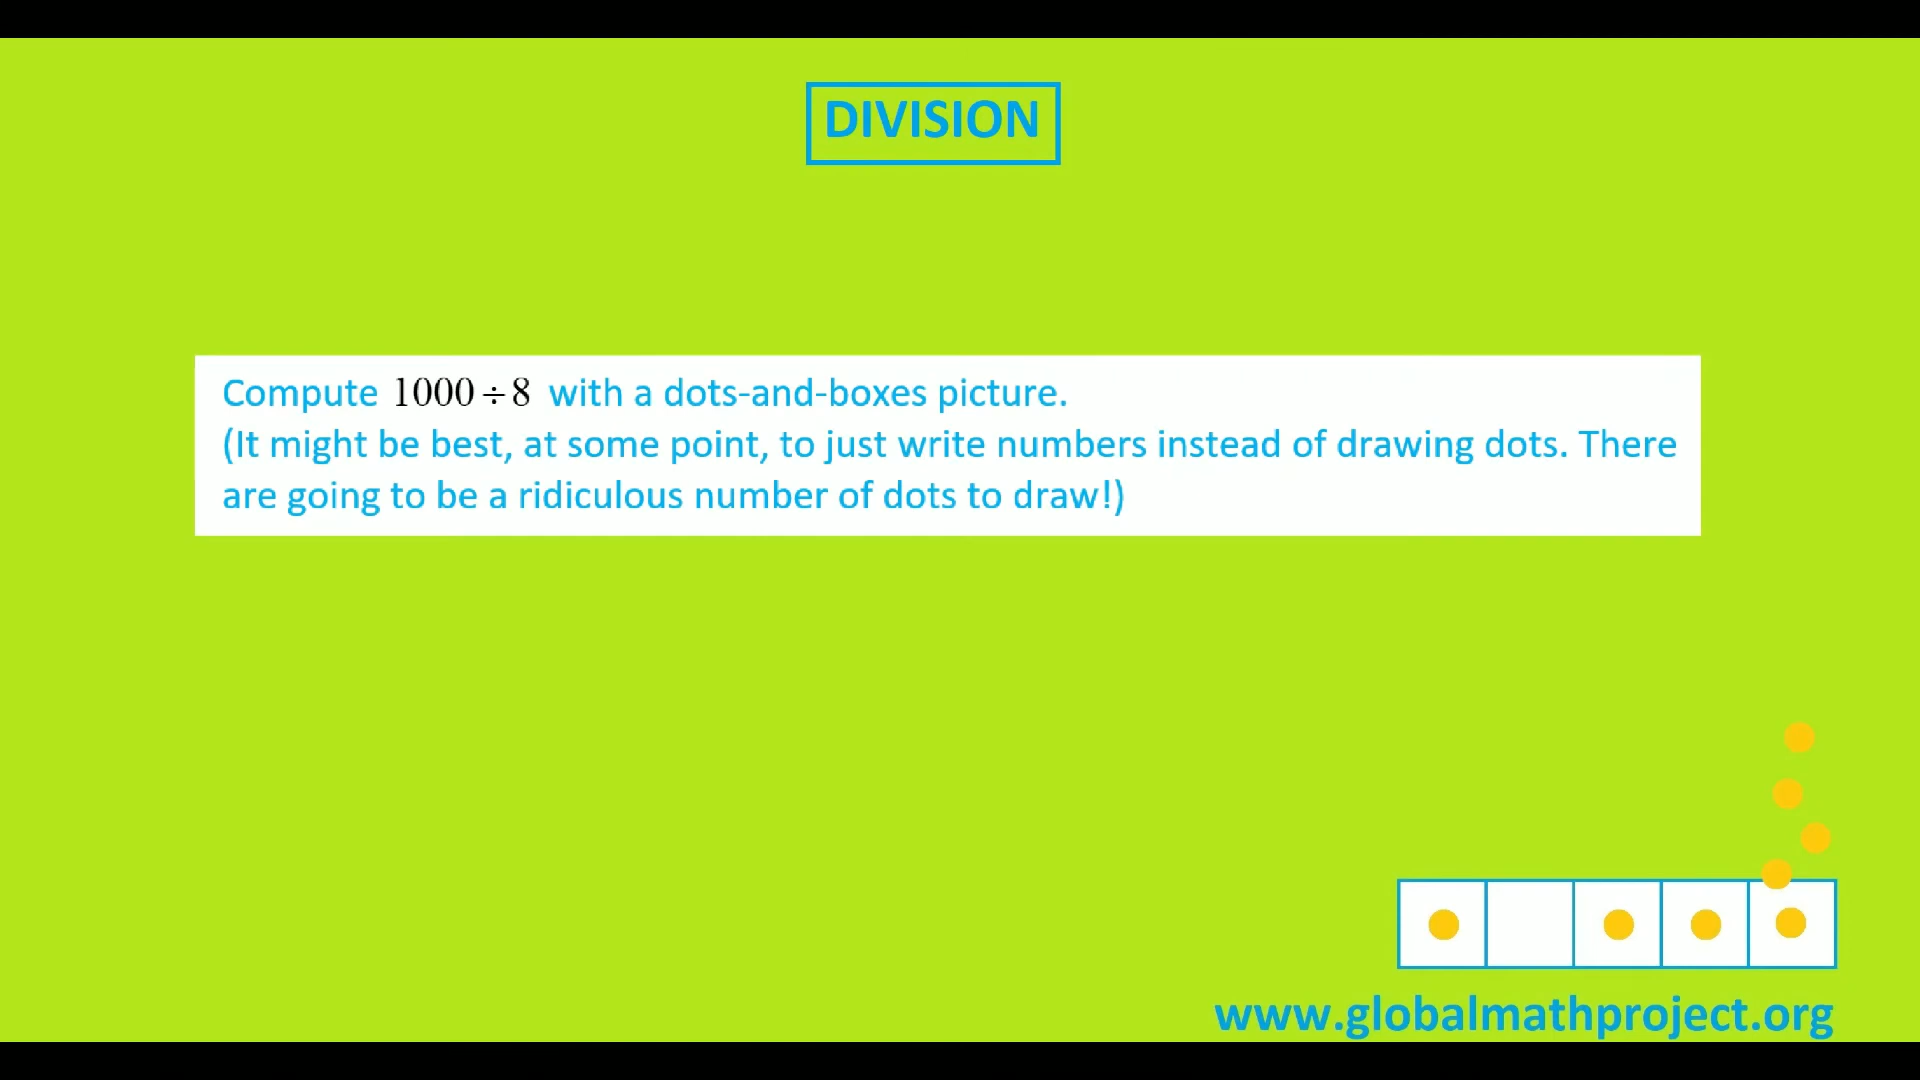 DIVISION
Compute 1000 ÷ 8 with a dots-and-boxes picture.
(It might be best, at some point, to just write numbers instead of drawing dots. There
are going to be a ridiculous number of dots to draw!)
www.globalmathproject.org